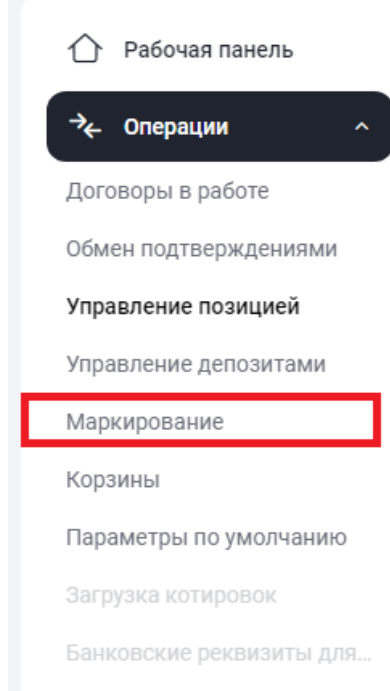 Рабочая панель
Операции
Договоры в работе
Обмен подтверждениями
Управление позицией
Управление депозитами
Маркирование
Корзины
Параметры по умолчанию
Загрузка котировок
Банковские реквизиты для...